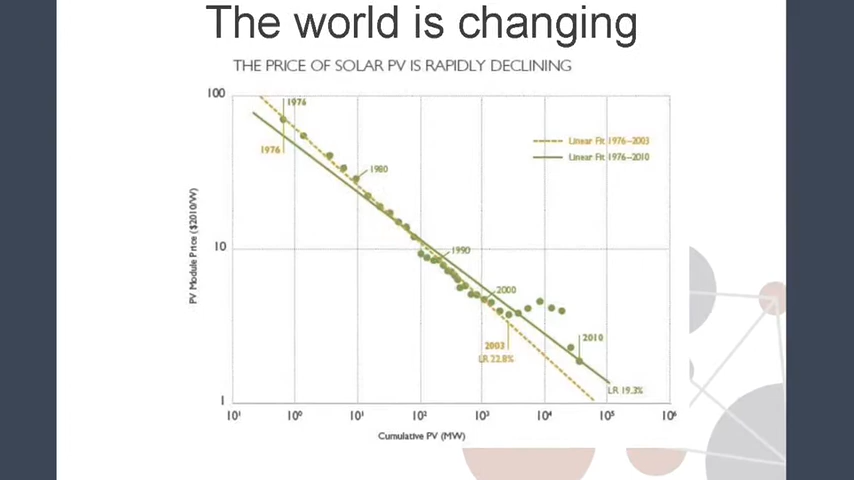 The world is changing
THE PRICE OF SOLAR PV IS RAPIDLY DECLINING
100
1976
Linear Fit 1976–2003
1976
Linear Fit 1976–2010
1980
PV Module Price ($2010/W)
10
1990
2000
2010
2003
LR 22.8%
LR 19.3%
1
10¹ 10⁰ 10¹ 10² 10³ 10⁴ 10⁵ 10⁶
Cumulative PV (MW)